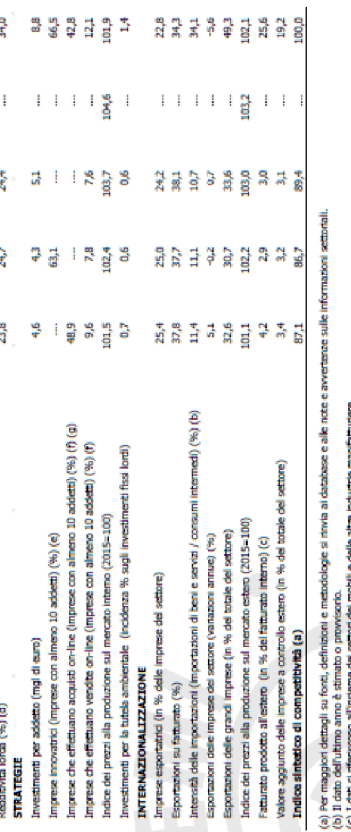 Redditività lorda (%) (d) 23,8 24,7 24,4 ---- 34,0
STRATEGIE
Investimenti per addetto (mgl di euro) 4,6 4,3 5,1 ---- 8,8
Imprese innovatrici (imprese con almeno 10 addetti) (%) (e) ---- 63,1 ---- ---- 66,5
Imprese che effettuano acquisti on-line (imprese con almeno 10 addetti) (%) (f) (g) 48,9 ---- ---- ---- 42,8
Imprese che effettuano vendite on-line (imprese con almeno 10 addetti) (%) (f) 9,6 7,8 7,6 ---- 12,1
Indice dei prezzi alla produzione sul mercato interno (2015=100) 101,5 102,4 103,7 104,6 101,9
Investimenti per la tutela ambientale (incidenza % sugli investimenti fissi lordi) 0,7 0,6 0,6 ---- 1,4
INTERNAZIONALIZZAZIONE
Imprese esportatrici (in % delle imprese del settore) 25,4 25,0 24,2 ---- 22,8
Esportazioni su fatturato (%) 37,8 37,7 38,1 ---- 34,3
Intensità delle importazioni (importazioni di beni e servizi / consumi intermedi) (%) (b) 11,4 11,1 10,7 ---- 34,1
Esportazioni delle imprese del settore (variazioni annue) (%) 5,1 -0,2 0,7 ---- -5,6
Esportazioni delle grandi imprese (in % del totale del settore) 32,6 30,7 33,6 ---- 49,3
Indice dei prezzi alla produzione sul mercato estero (2015=100) 101,1 102,2 103,0 103,2 102,1
Fatturato prodotto all'estero (in % del fatturato interno) (c) 4,2 2,9 3,0 ---- 25,6
Valore aggiunto delle imprese a controllo estero (in % del totale del settore) 3,4 3,2 3,1 ---- 19,2
Indice sintetico di competitività (a) 87,1 86,7 89,4 ---- 100,0
(a) Per maggiori dettagli su fonti, definizioni e metodologie si rinvia al database e alle note e avvertenze sulle informazioni settoriali.
(b) Il dato dell'ultimo anno è stimato o provvisorio.